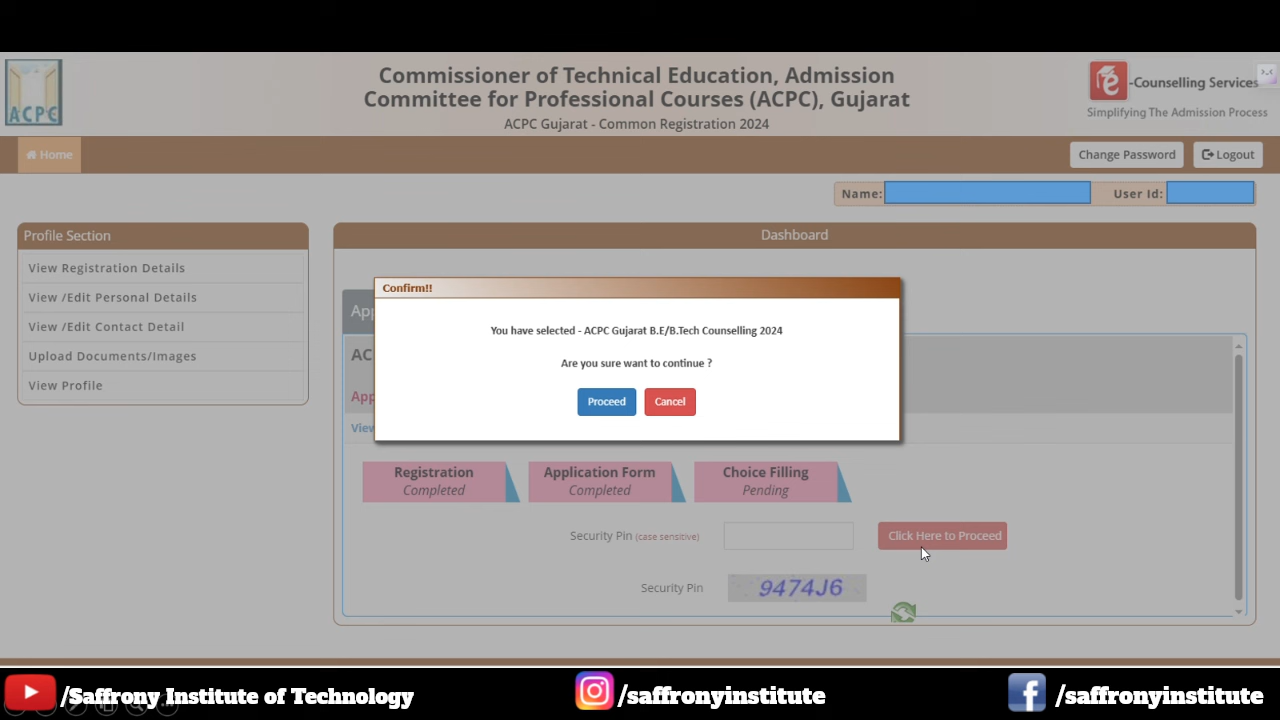 Commissioner of Technical Education, Admission
Committee for Professional Courses (ACPC), Gujarat
ACPC Gujarat - Common Registration 2024
ACPC
e-Counselling Services
Simplifying The Admission Process
Home
Change Password
Logout
Name:
User Id:
Profile Section
View Registration Details
View /Edit Personal Details
View /Edit Contact Detail
Upload Documents/Images
View Profile
Dashboard
Confirm!!
You have selected - ACPC Gujarat B.E/B.Tech Counselling 2024
Are you sure want to continue ?
Proceed
Cancel
App
AC
App
View
Registration
Completed
Application Form
Completed
Choice Filling
Pending
Security Pin (case sensitive)
Click Here to Proceed
Security Pin
9474J6
/Saffrony Institute of Technology
/saffronyinstitute
/saffronyinstitute